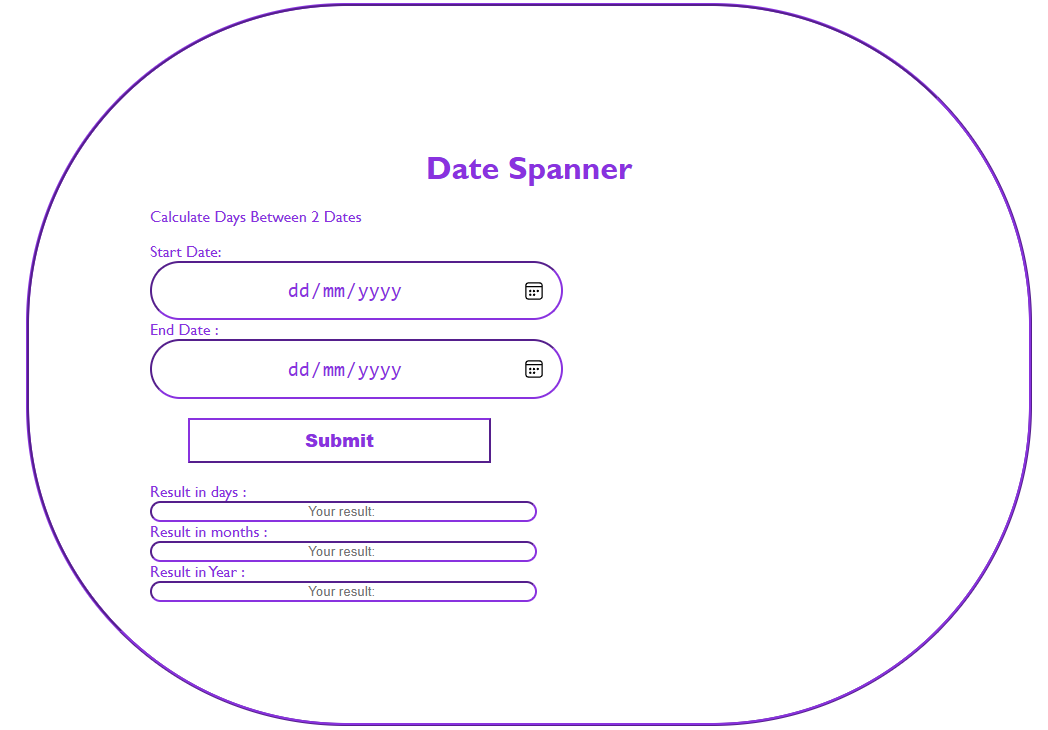 Date Spanner
Calculate Days Between 2 Dates
Start Date:
dd/mm/yyyy
End Date :
dd/mm/yyyy
Submit
Result in days :
Your result:
Result in months :
Your result:
Result in Year :
Your result: